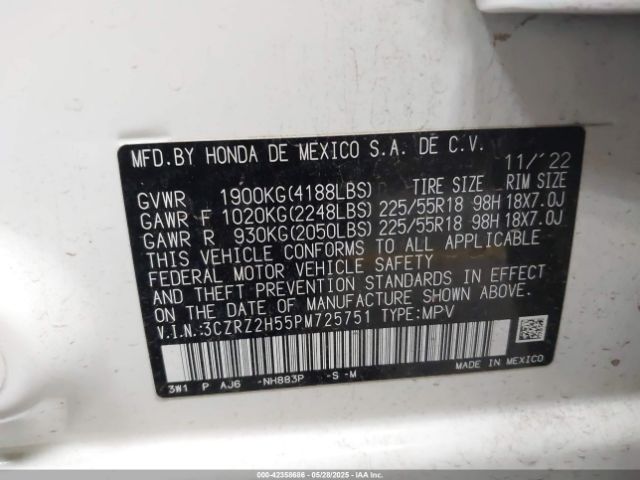 MFD.BY HONDA DE MEXICO S.A. DE C.V. 11/'22
GVWR 1900KG(4188LBS) TIRE SIZE RIM SIZE
GAWR F 1020KG(2248LBS) 225/55R18 98H 18X7.0J
GAWR R 930KG(2050LBS) 225/55R18 98H 18X7.0J
THIS VEHICLE CONFORMS TO ALL APPLICABLE
FEDERAL MOTOR VEHICLE SAFETY
AND THEFT PREVENTION STANDARDS IN EFFECT
ON THE DATE OF MANUFACTURE SHOWN ABOVE.
V.I.N.:3CZRZ2H55PM725751 TYPE:MPV
3W1 P AJ6 -NH883P -S -M MADE IN MEXICO
000-42358686 - 05/28/2025 - IAAI.COM